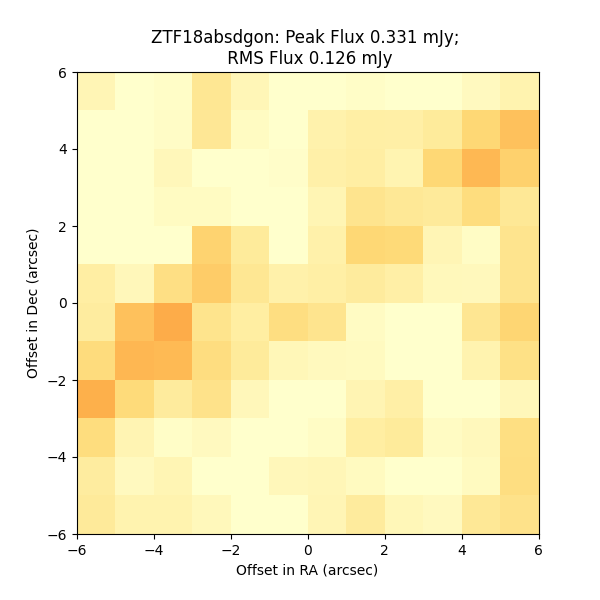 ZTF18absdgon: Peak Flux 0.331 mJy;
RMS Flux 0.126 mJy
6
4
2
0
−2
−4
−6
Offset in Dec (arcsec)
−6 −4 −2 0 2 4 6
Offset in RA (arcsec)